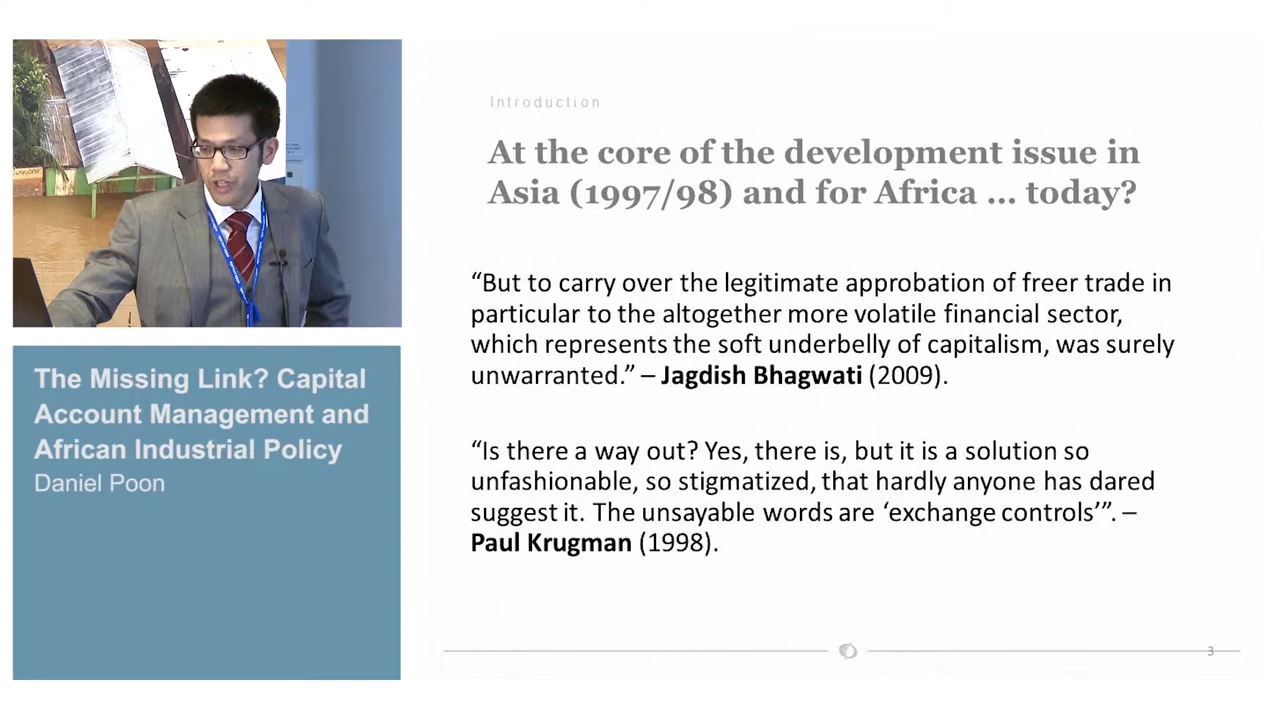 The Missing Link? Capital
Account Management and
African Industrial Policy
Daniel Poon
Introduction
At the core of the development issue in
Asia (1997/98) and for Africa ... today?
“But to carry over the legitimate approbation of freer trade in
particular to the altogether more volatile financial sector,
which represents the soft underbelly of capitalism, was surely
unwarranted.” – Jagdish Bhagwati (2009).
“Is there a way out? Yes, there is, but it is a solution so
unfashionable, so stigmatized, that hardly anyone has dared
suggest it. The unsayable words are ‘exchange controls’”. –
Paul Krugman (1998).
3